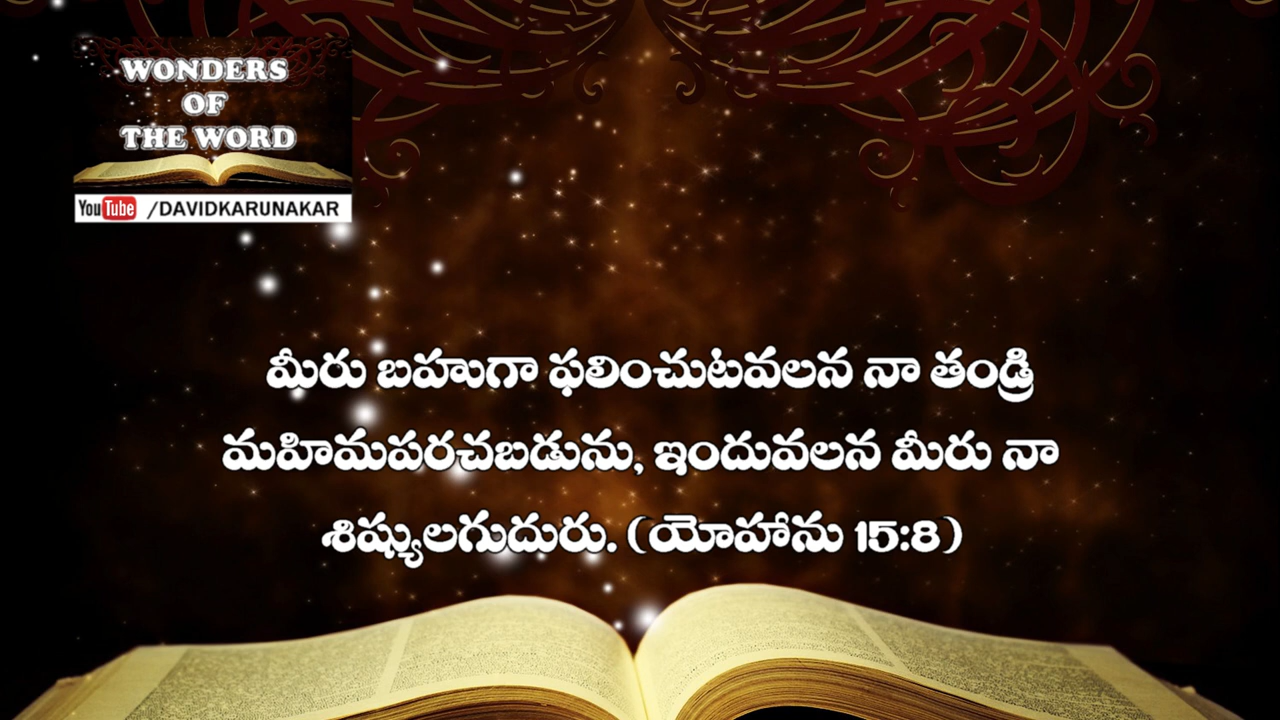 WONDERS
OF
THE WORD
YouTube /DAVIDKARUNAKAR
మీరు బహుగా ఫలించుటవలన నా తండ్రి
మహిమపరచబడును, ఇందువలన మీరు నా
శిష్యులగుదురు. (యోహాను 15:8)